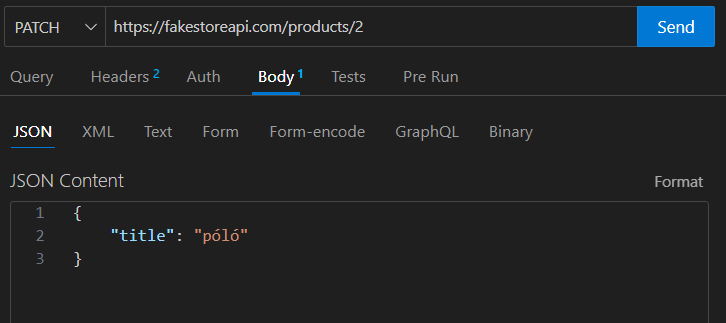 PATCH https://fakestoreapi.com/products/2 Send
Query Headers 2 Auth Body 1 Tests Pre Run
JSON XML Text Form Form-encode GraphQL Binary
JSON Content Format
1 {
2 "title": "póló"
3 }